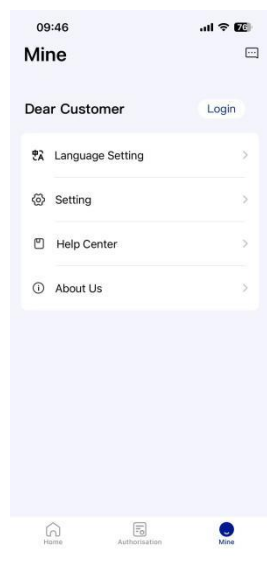 09:46
76
Mine
Dear Customer
Login
Language Setting
Setting
Help Center
About Us
Home
Authorisation
Mine